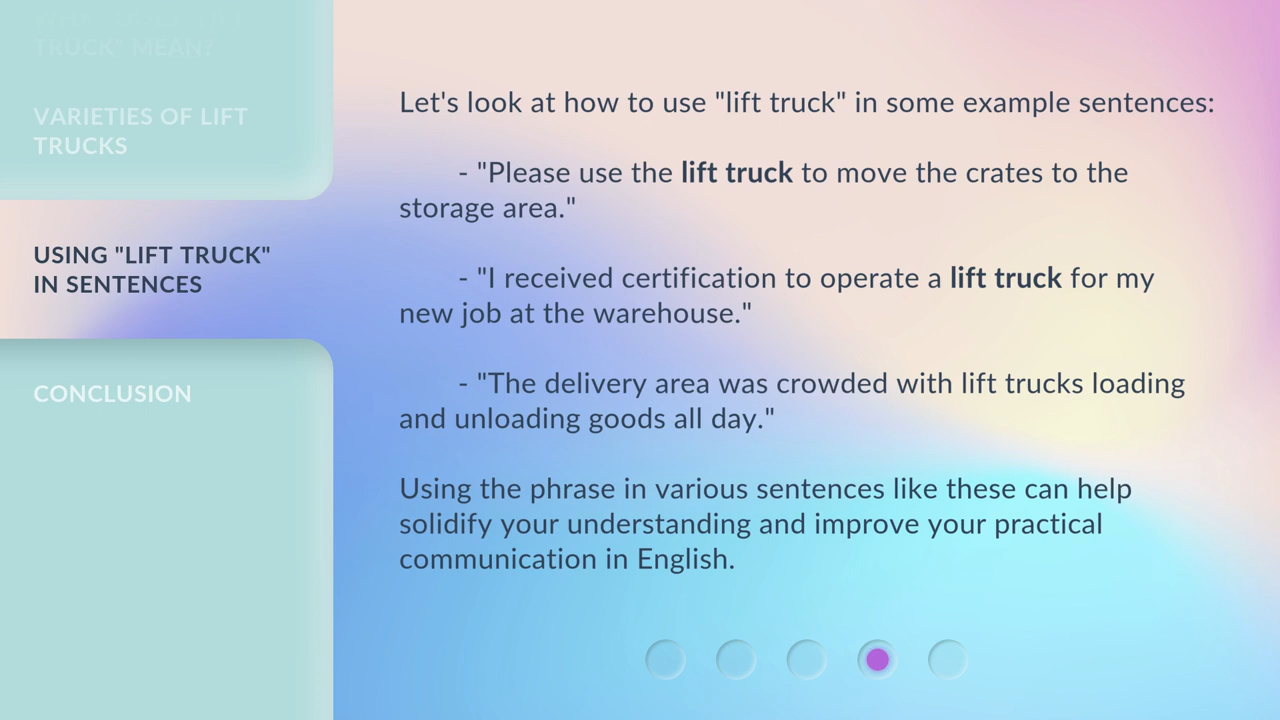 TRUCK" MEAN?
VARIETIES OF LIFT
TRUCKS
USING "LIFT TRUCK"
IN SENTENCES
CONCLUSION
Let's look at how to use "lift truck" in some example sentences:
- "Please use the lift truck to move the crates to the
storage area."
- "I received certification to operate a lift truck for my
new job at the warehouse."
- "The delivery area was crowded with lift trucks loading
and unloading goods all day."
Using the phrase in various sentences like these can help
solidify your understanding and improve your practical
communication in English.